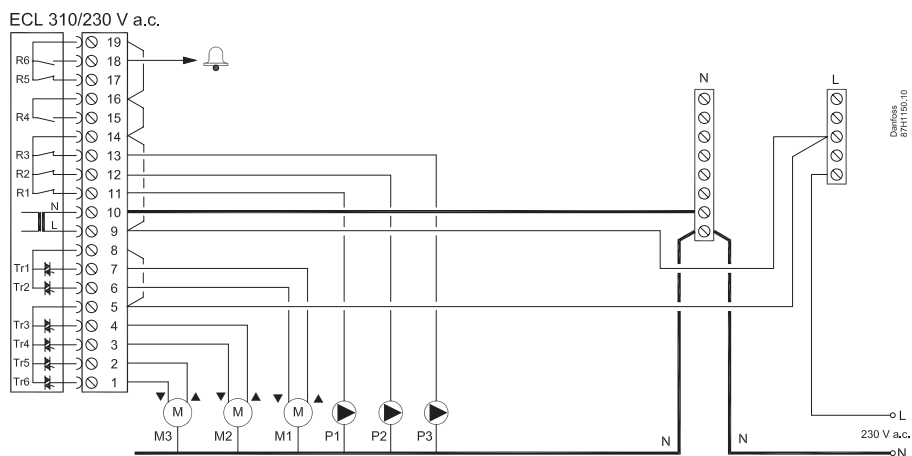 ECL 310/230 V a.c.
19
R6 18
R5 17
16
R4 15
14
R3 13
R2 12
R1 11
N 10
L 9
8
Tr1 7
Tr2 6
5
Tr3 4
Tr4 3
Tr5 2
Tr6 1
N
L
Danfoss
87H1150.10
M M M
M3 M2 M1 P1 P2 P3
N N
L
230 V a.c.
N